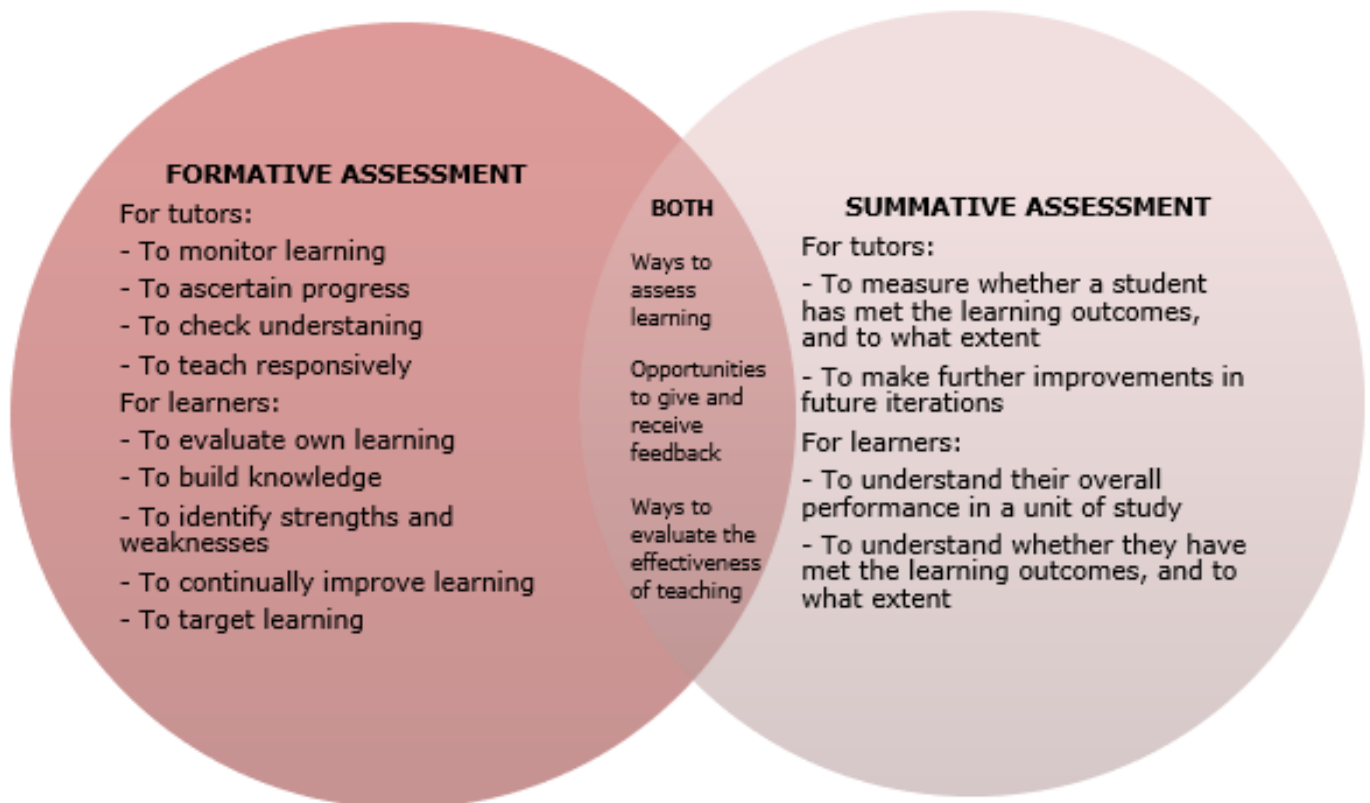 FORMATIVE ASSESSMENT
For tutors:
- To monitor learning
- To ascertain progress
- To check understaning
- To teach responsively
For learners:
- To evaluate own learning
- To build knowledge
- To identify strengths and
weaknesses
- To continually improve learning
- To target learning
BOTH
Ways to
assess
learning
Opportunities
to give and
receive
feedback
Ways to
evaluate the
effectiveness
of teaching
SUMMATIVE ASSESSMENT
For tutors:
- To measure whether a student
has met the learning outcomes,
and to what extent
- To make further improvements in
future iterations
For learners:
- To understand their overall
performance in a unit of study
- To understand whether they have
met the learning outcomes, and to
what extent